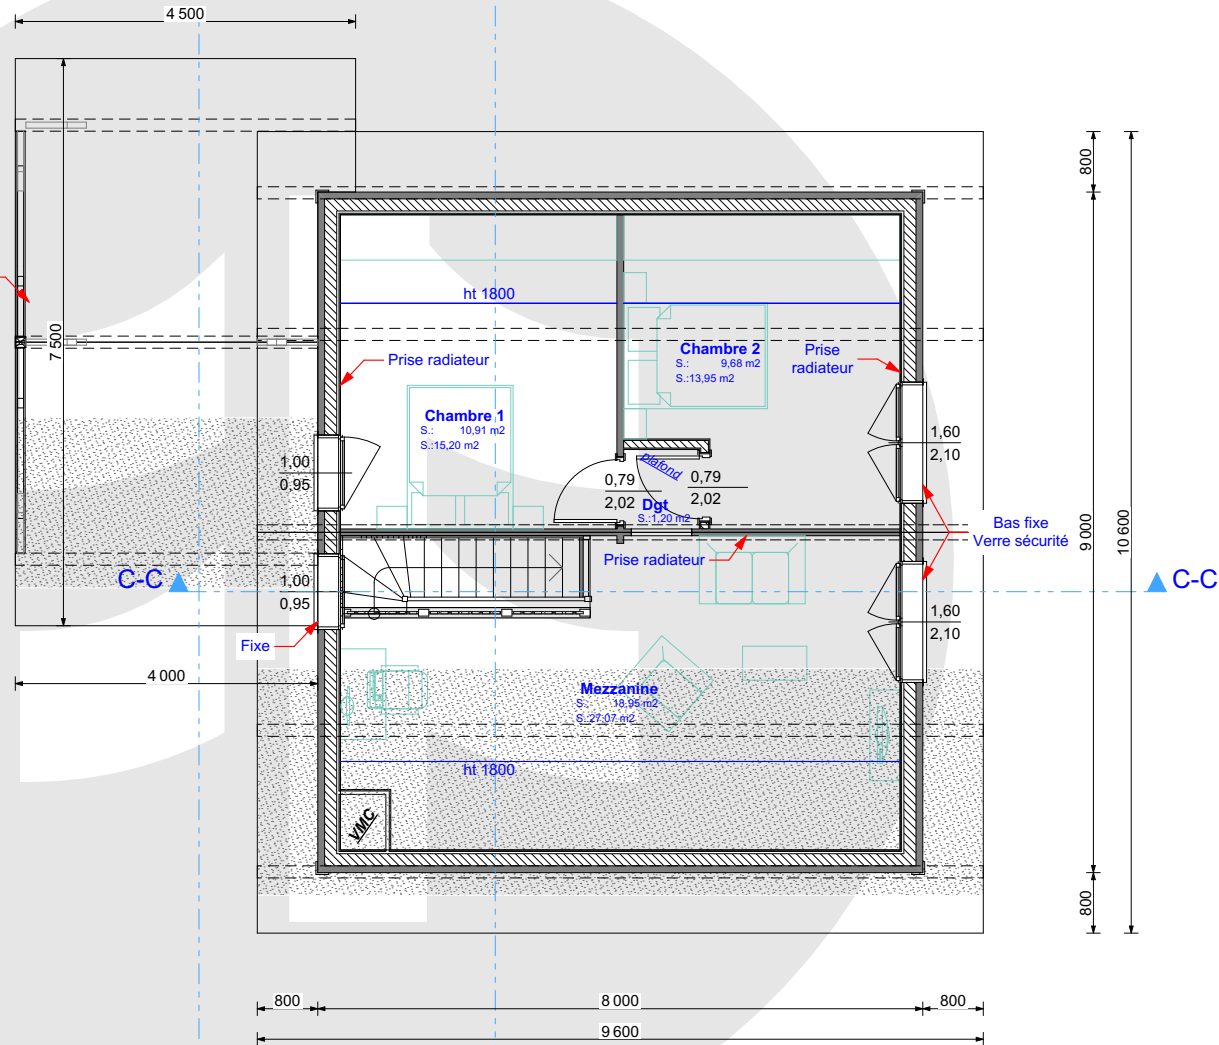 4 500
800
7 500
ht 1800
Prise radiateur
Chambre 2
S.: 9,68 m2
S.:13,95 m2
Prise
radiateur
Chambre 1
S.: 10,91 m2
S.:15,20 m2
1,60
2,10
1,00
0,95
plafond
0,79
2,02
0,79
2,02
Dgt
S.:1,20 m2
Bas fixe
Verre sécurité
9 000
10 600
Prise radiateur
C-C
C-C
1,00
0,95
1,60
2,10
Fixe
4 000
Mezzanine
S.: 18,95 m2
S.:27,07 m2
ht 1800
VMC
800
800
8 000
800
9 600